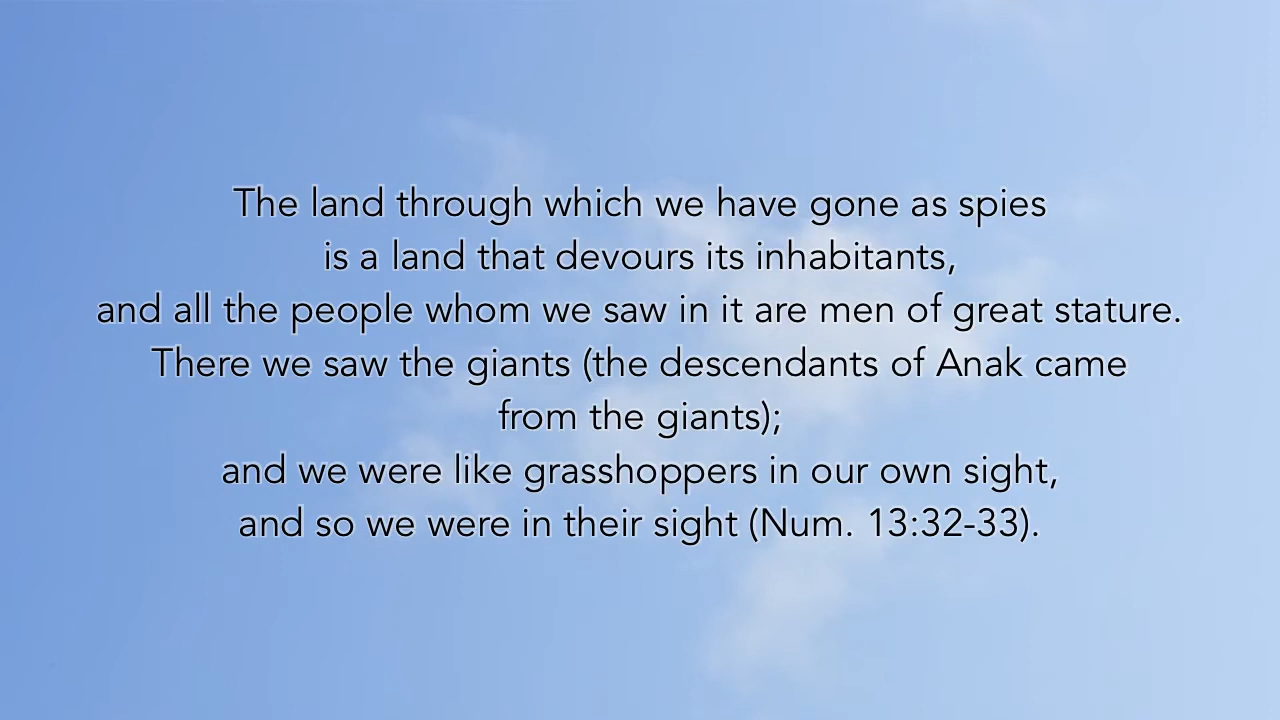 The land through which we have gone as spies
is a land that devours its inhabitants,
and all the people whom we saw in it are men of great stature.
There we saw the giants (the descendants of Anak came
from the giants);
and we were like grasshoppers in our own sight,
and so we were in their sight (Num. 13:32-33).